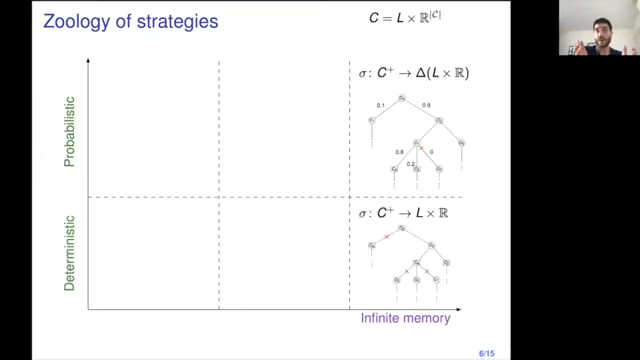 Zoology of strategies
C = L × ℝ^|𝒞|
σ: C⁺ → Δ(L × ℝ)
0.1
0.9
0.8
0.2
0
Probabilistic
σ: C⁺ → L × ℝ
Deterministic
Infinite memory
6/15